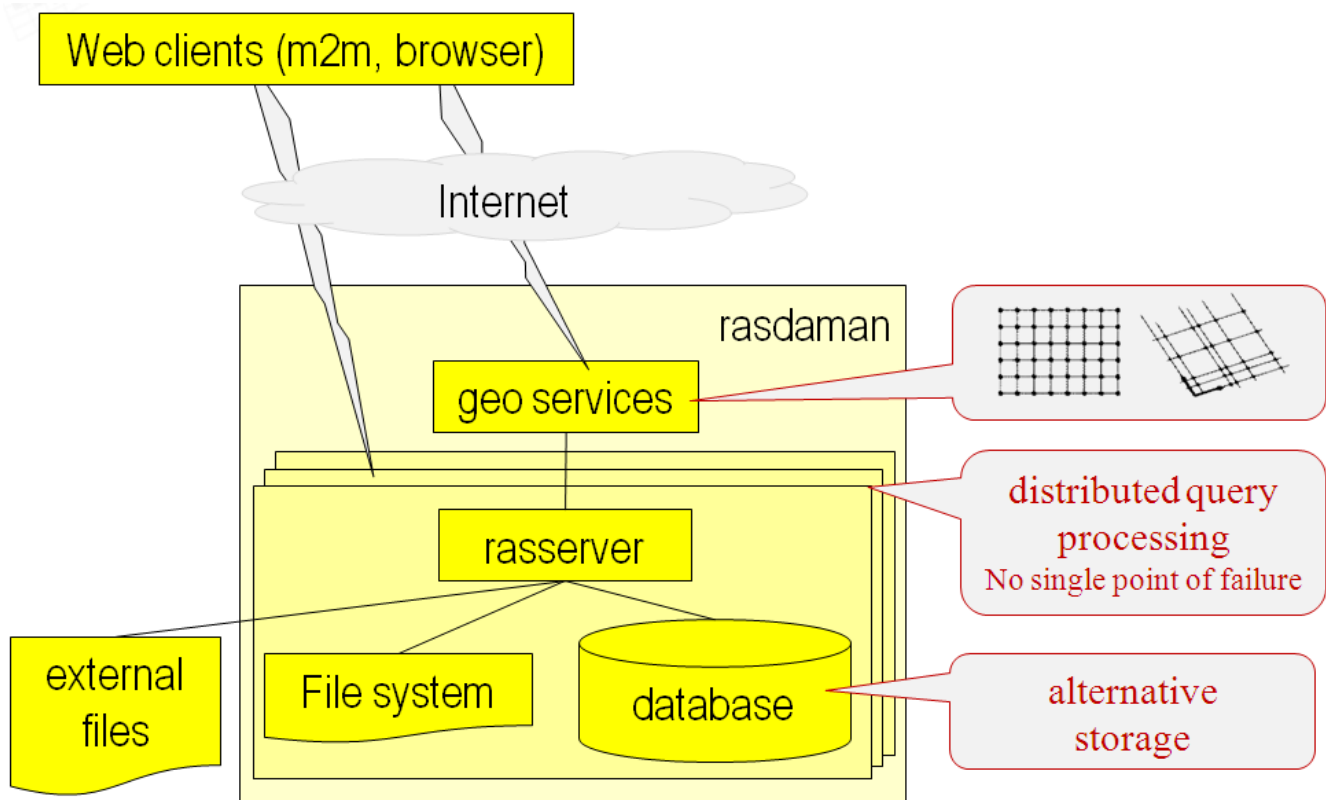 Web clients (m2m, browser)
Internet
rasdaman
geo services
distributed query
processing
No single point of failure
rasserver
external
files
File system
database
alternative
storage